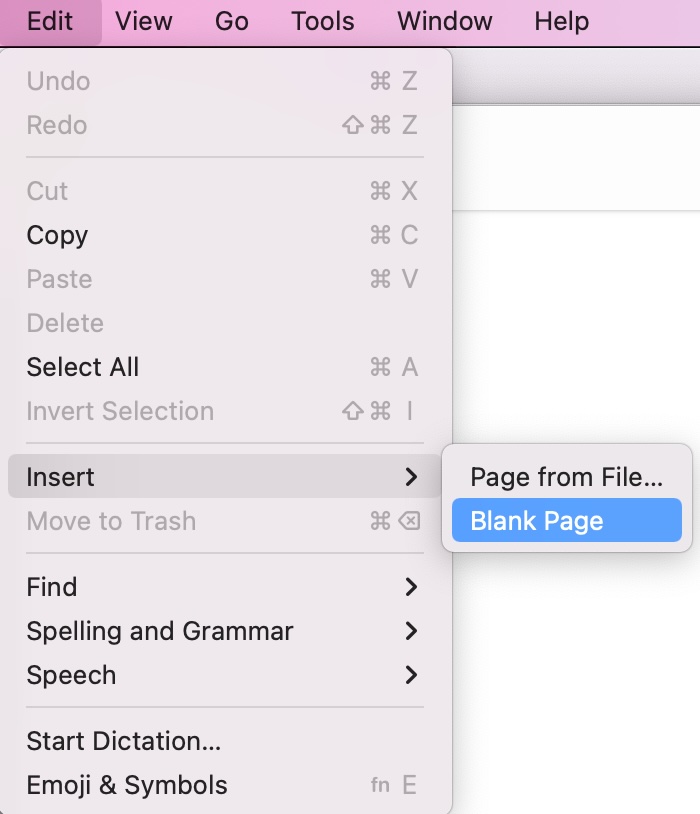 Edit View Go Tools Window Help
Undo ⌘ Z
Redo ⇧⌘ Z
Cut ⌘ X
Copy ⌘ C
Paste ⌘ V
Delete
Select All ⌘ A
Invert Selection ⇧⌘ I
Insert
Page from File...
Blank Page
Move to Trash ⌘⌫
Find
Spelling and Grammar
Speech
Start Dictation...
Emoji & Symbols fn E